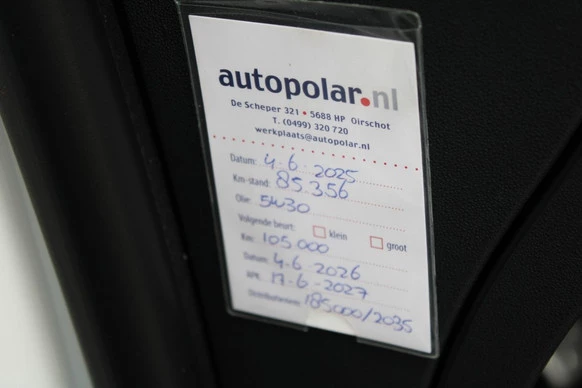 autopolar.nl
De Scheper 321 • 5688 HP Oirschot
T. (0499) 320 720
werkplaats@autopolar.nl
Datum: 4-6-2025
Km-stand: 85.356
Olie: 5W30
Volgende beurt: klein groot
Km: 105000
Datum: 4-6 2026
APK: 17-6-2027
Distributieriem: 185000/2035